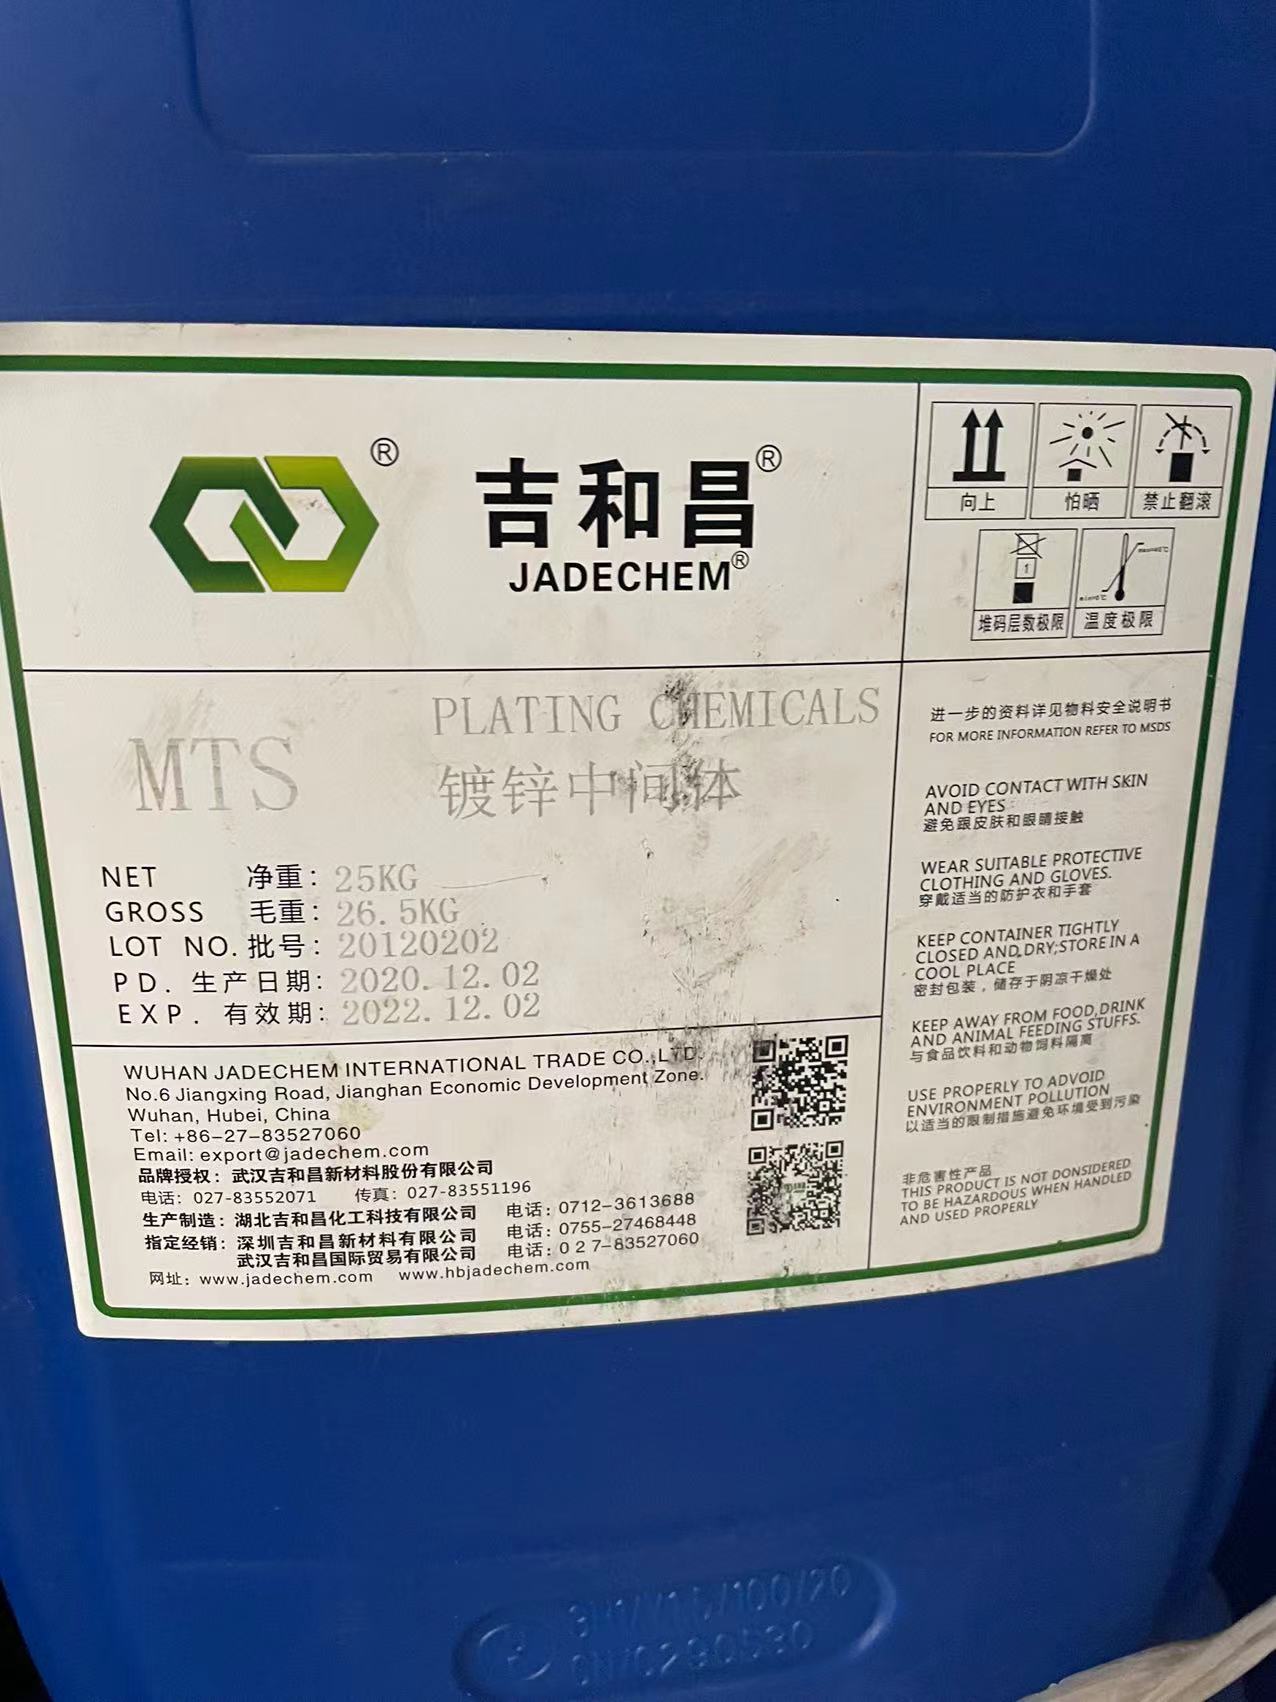 吉和昌®
JADECHEM®
向上
怕晒
禁止翻滚
1
堆码层数极限
温度极限
MTS
PLATING CHEMICALS
镀锌中间体
NET 净重: 25KG
GROSS 毛重: 26.5KG
LOT NO. 批号: 20120202
PD. 生产日期: 2020.12.02
EXP. 有效期: 2022.12.02
进一步的资料详见物料安全说明书
FOR MORE INFORMATION REFER TO MSDS
AVOID CONTACT WITH SKIN
AND EYES
避免跟皮肤和眼睛接触
WEAR SUITABLE PROTECTIVE
CLOTHING AND GLOVES.
穿戴适当的防护衣和手套
KEEP CONTAINER TIGHTLY
CLOSED AND DRY;STORE IN A
COOL PLACE
密封包装，储存于阴凉干燥处
KEEP AWAY FROM FOOD,DRINK
AND ANIMAL FEEDING STUFFS.
与食品饮料和动物饲料隔离
USE PROPERLY TO ADVOID
ENVIRONMENT POLLUTION
以适当的限制措施避免环境受到污染
非危害性产品
THIS PRODUCT IS NOT DONSIDERED
TO BE HAZARDOUS WHEN HANDLED
AND USED PROPERLY
WUHAN JADECHEM INTERNATIONAL TRADE CO.,LTD.
No.6 Jiangxing Road, Jianghan Economic Development Zone.
Wuhan, Hubei, China
Tel: +86-27-83527060
Email: export@jadechem.com
品牌授权: 武汉吉和昌新材料股份有限公司
电话: 027-83552071 传真: 027-83551196
生产制造: 湖北吉和昌化工科技有限公司 电话: 0712-3613688
指定经销: 深圳吉和昌新材料有限公司 电话: 0755-27468448
武汉吉和昌国际贸易有限公司 电话: 027-83527060
网址: www.jadechem.com www.hbjadechem.com